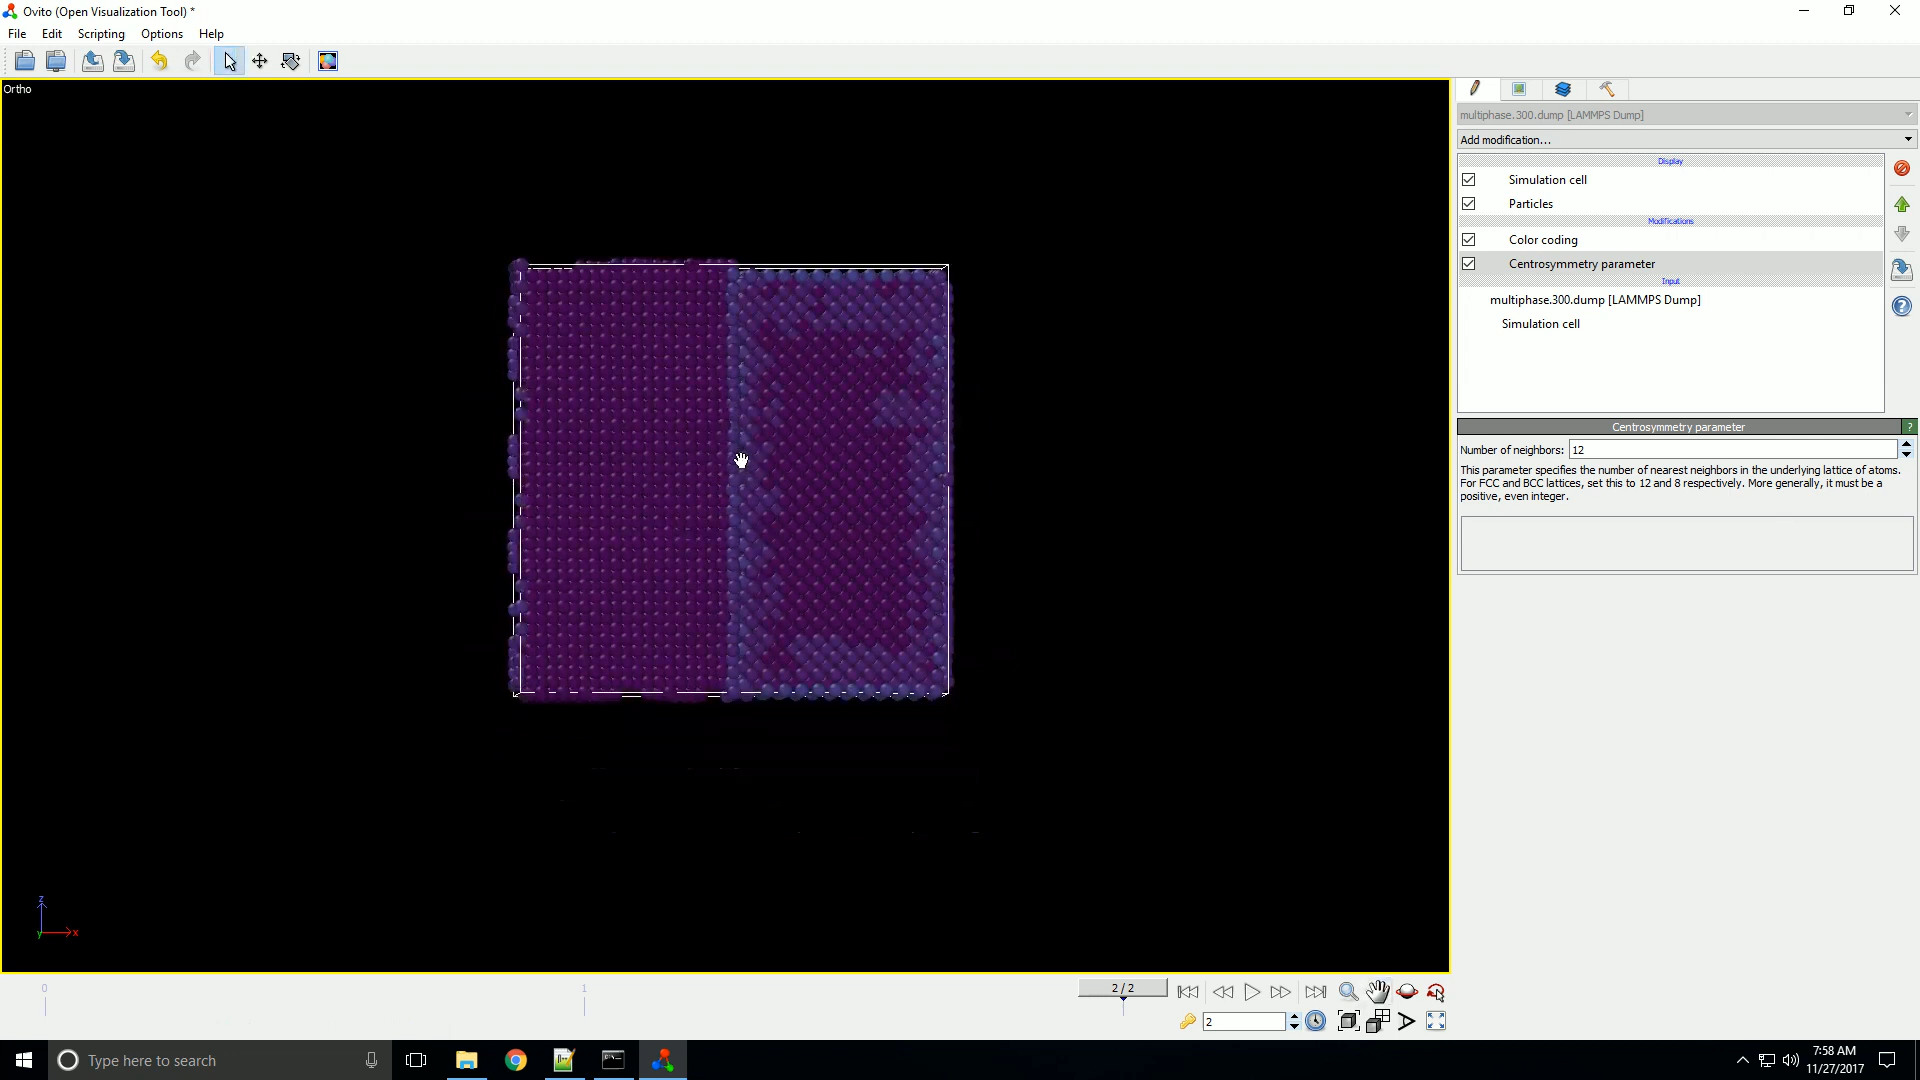 Ovito (Open Visualization Tool) *
File Edit Scripting Options Help
Ortho
multiphase.300.dump [LAMMPS Dump]
Add modification...
Display
Simulation cell
Particles
Modifications
Color coding
Centrosymmetry parameter
Input
multiphase.300.dump [LAMMPS Dump]
Simulation cell
Centrosymmetry parameter ?
Number of neighbors: 12
This parameter specifies the number of nearest neighbors in the underlying lattice of atoms.
For FCC and BCC lattices, set this to 12 and 8 respectively. More generally, it must be a
positive, even integer.
z
y x
0 1 2 / 2
2
Type here to search
7:58 AM
11/27/2017